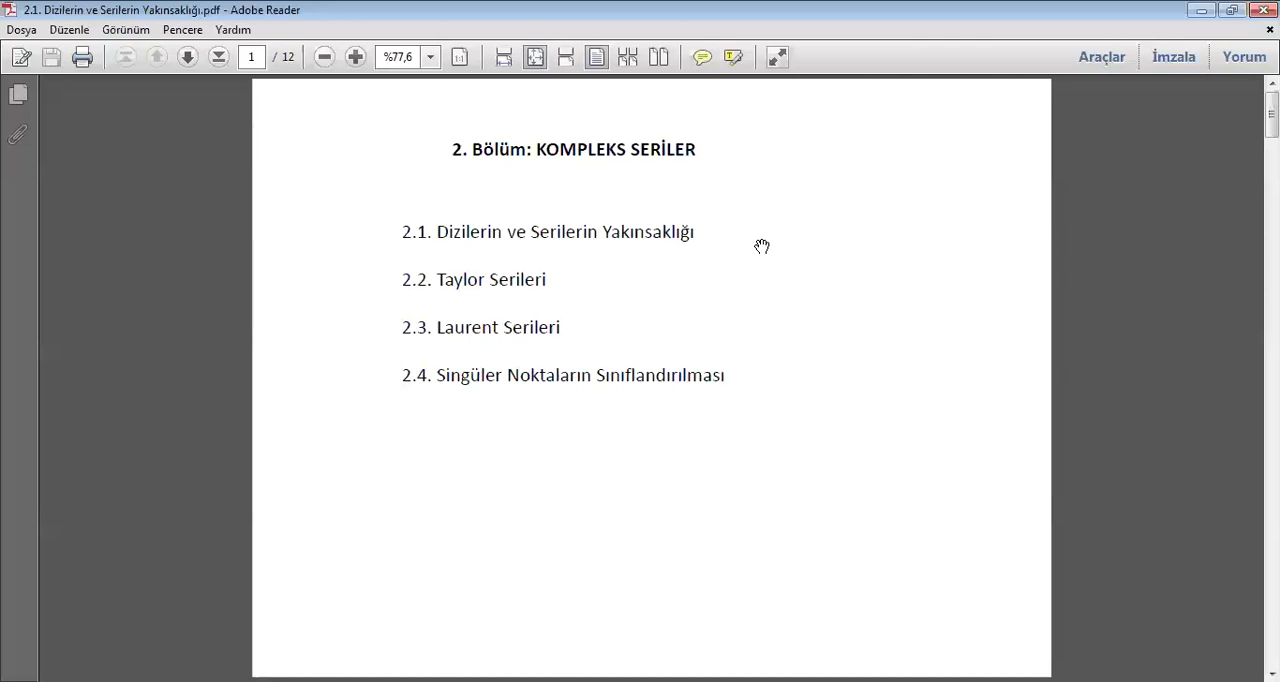 2.1. Dizilerin ve Serilerin Yakınsaklığı.pdf - Adobe Reader
Dosya Düzenle Görünüm Pencere Yardım
1 / 12 %77,6 Araçlar İmzala Yorum
2. Bölüm: KOMPLEKS SERİLER
2.1. Dizilerin ve Serilerin Yakınsaklığı
2.2. Taylor Serileri
2.3. Laurent Serileri
2.4. Singüler Noktaların Sınıflandırılması